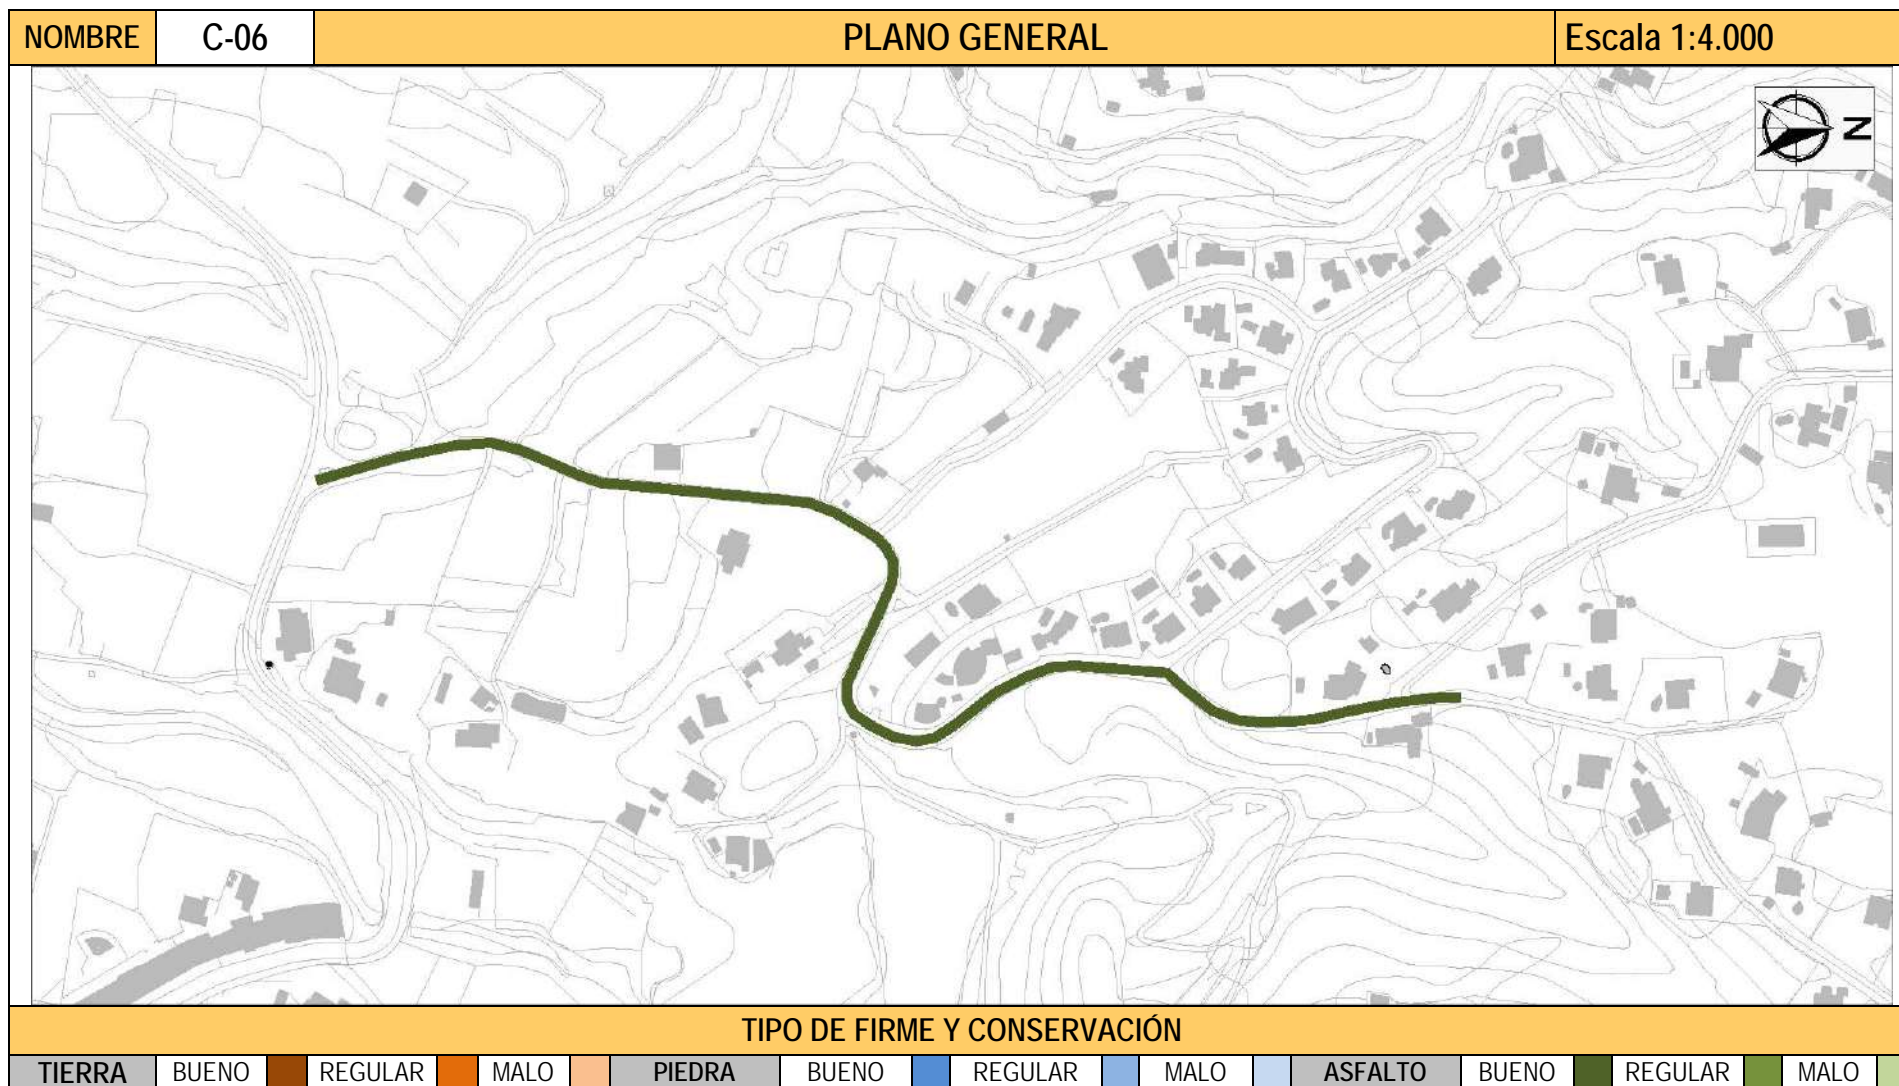 NOMBRE C-06 PLANO GENERAL Escala 1:4.000
N
TIPO DE FIRME Y CONSERVACIÓN
TIERRA BUENO REGULAR MALO PIEDRA BUENO REGULAR MALO ASFALTO BUENO REGULAR MALO